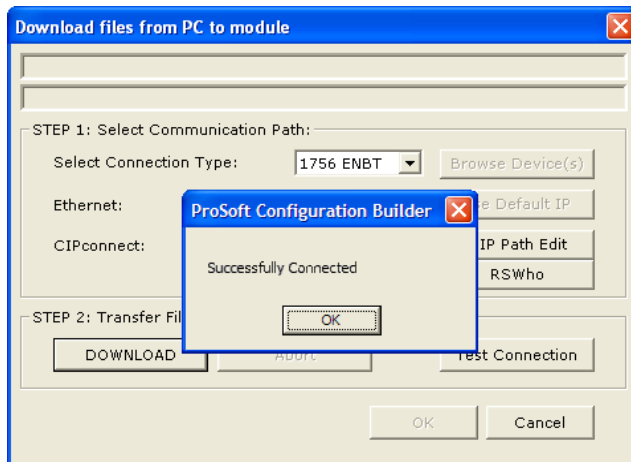 Download files from PC to module
STEP 1: Select Communication Path:
Select Connection Type:
1756 ENBT
Browse Device(s)
Ethernet:
Default IP
CIPconnect:
IP Path Edit
RSWho
ProSoft Configuration Builder
Successfully Connected
OK
STEP 2: Transfer
DOWNLOAD
Abort
Test Connection
OK
Cancel